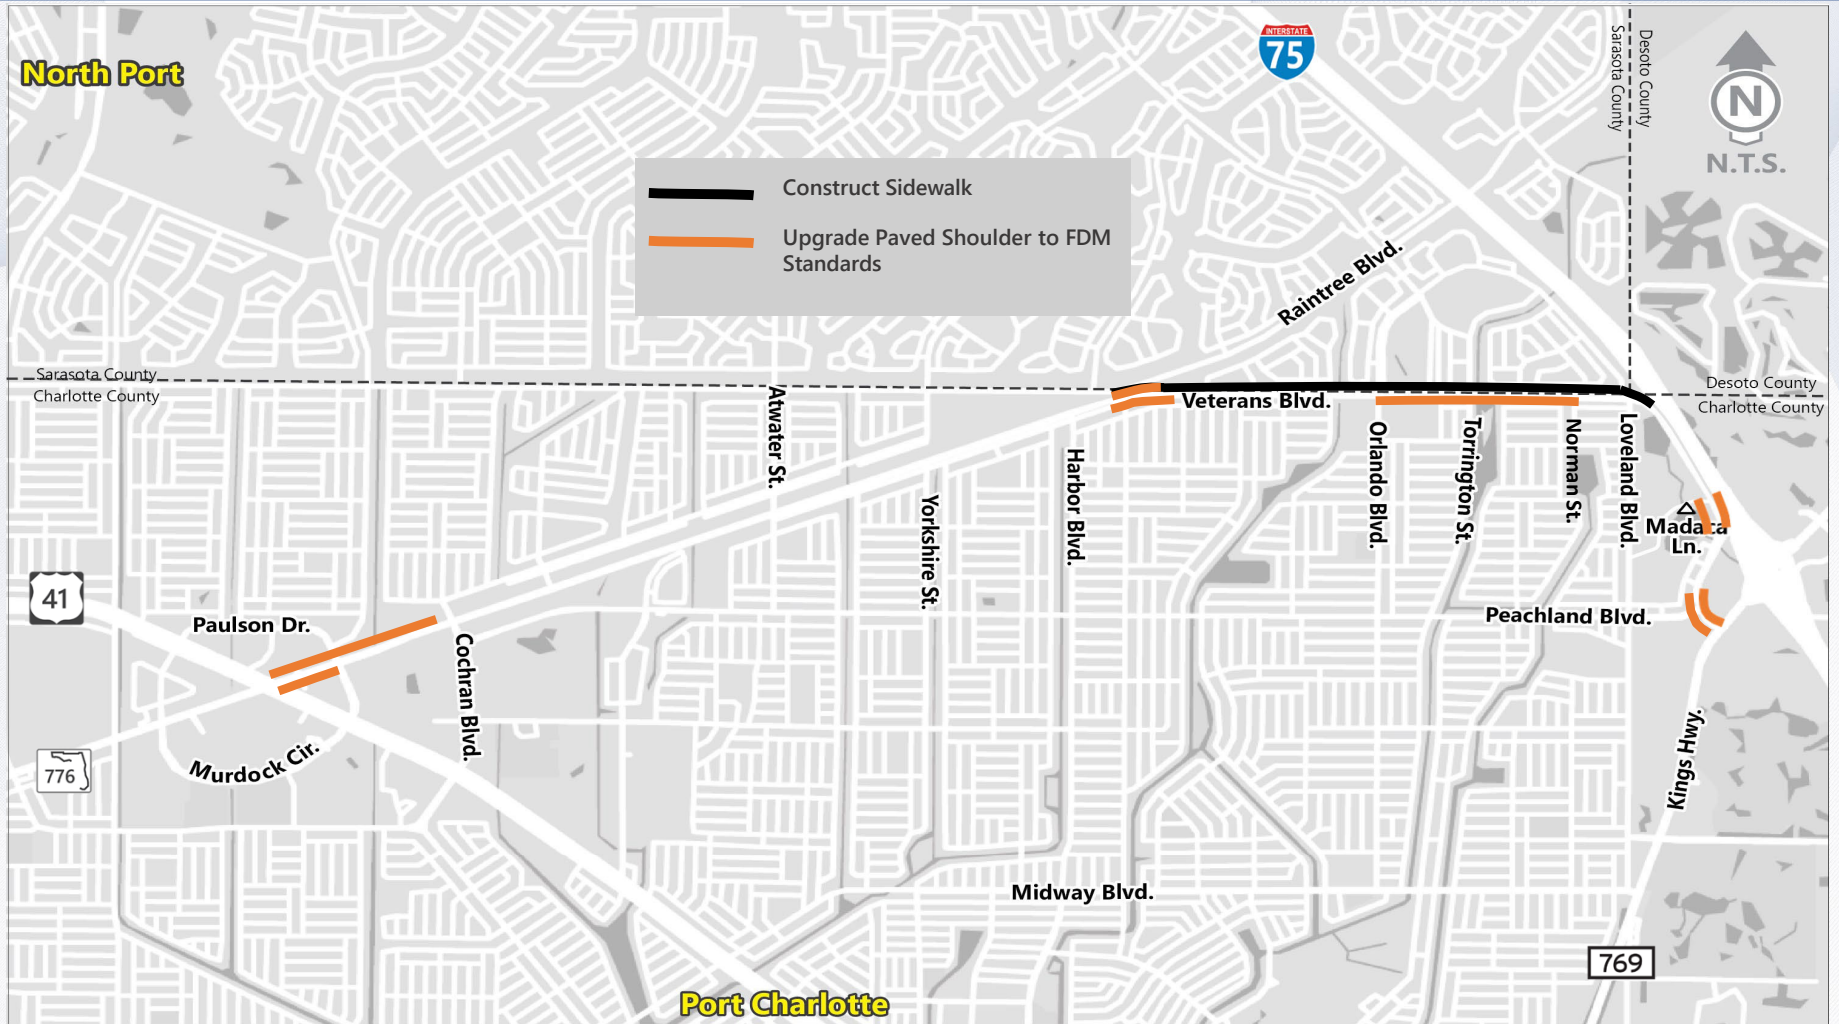 North Port
INTERSTATE
75
Sarasota County
Desoto County
N
N.T.S.
Construct Sidewalk
Upgrade Paved Shoulder to FDM
Standards
Raintree Blvd.
Sarasota County
Charlotte County
Desoto County
Charlotte County
Veterans Blvd.
Atwater St.
Yorkshire St.
Harbor Blvd.
Orlando Blvd.
Torrington St.
Norman St.
Loveland Blvd.
Madaca
Ln.
41
Paulson Dr.
Cochran Blvd.
Peachland Blvd.
Murdock Cir.
776
Kings Hwy.
Midway Blvd.
769
Port Charlotte